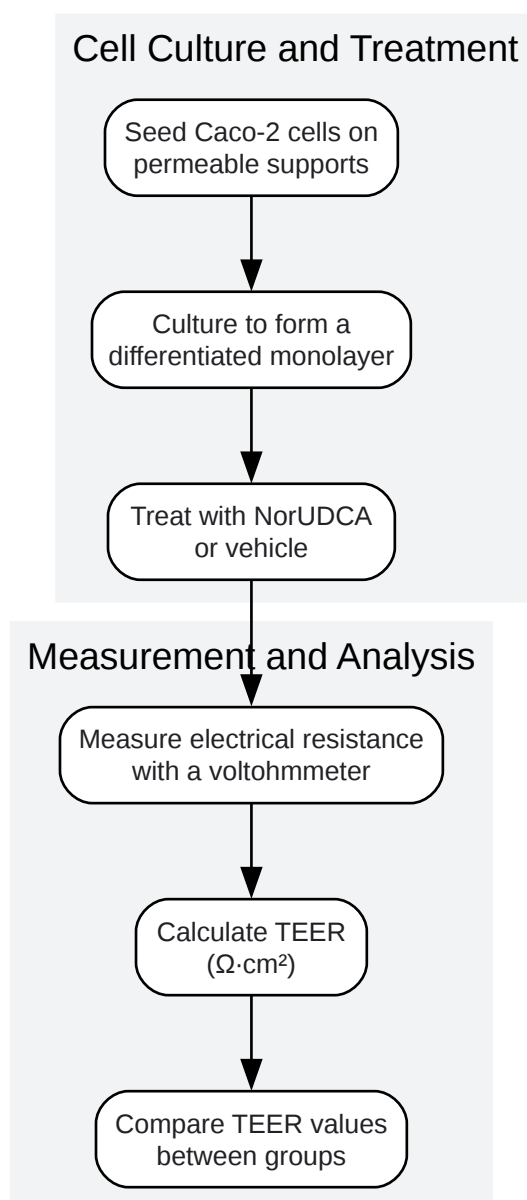 Cell Culture and Treatment
Seed Caco-2 cells on
permeable supports
Culture to form a
differentiated monolayer
Treat with NorUDCA
or vehicle
Measurement and Analysis
Measure electrical resistance
with a voltohmmeter
Calculate TEER
(Ω·cm²)
Compare TEER values
between groups